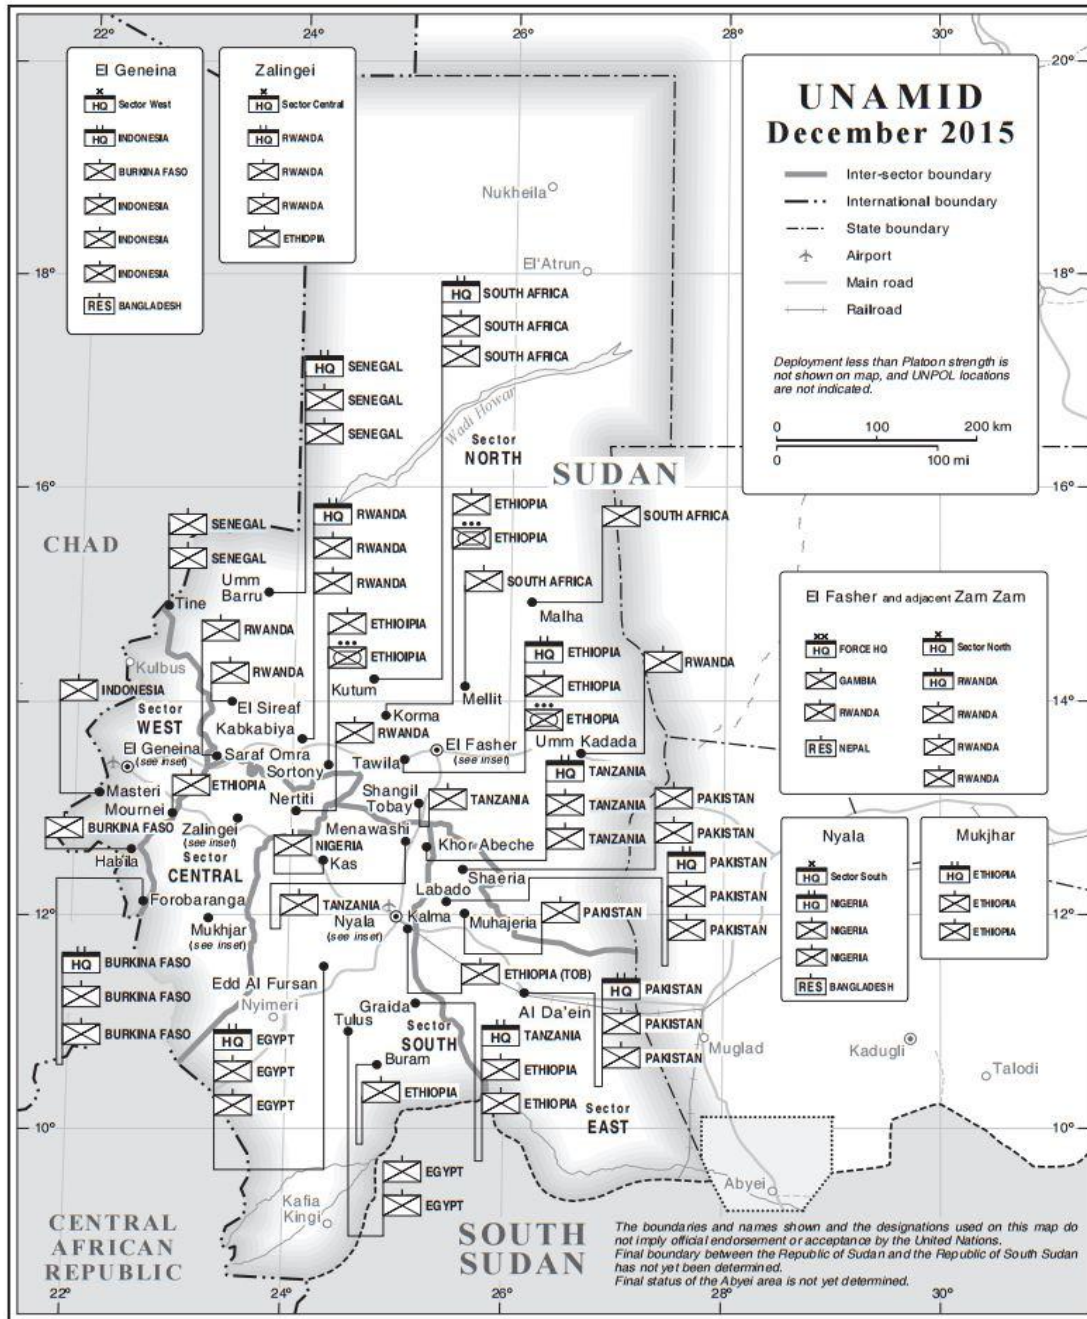 22°
24°
26°
28°
30°
20°
20°
18°
18°
16°
16°
14°
14°
12°
12°
10°
10°
22°
24°
26°
28°
30°
El Geneina
HQ Sector West
HQ INDONESIA
BURKINA FASO
INDONESIA
INDONESIA
INDONESIA
RES BANGLADESH
Zalingei
HQ Sector Central
HQ RWANDA
RWANDA
RWANDA
ETHIOPIA
UNAMID
December 2015
Inter-sector boundary
International boundary
State boundary
Airport
Main road
Railroad
Deployment less than Platoon strength is
not shown on map, and UNPOL locations
are not indicated.
0 100 200 km
0 100 mi
Nukheila
El'Atrun
HQ SOUTH AFRICA
SOUTH AFRICA
SOUTH AFRICA
HQ SENEGAL
SENEGAL
SENEGAL
Wadi Howar
Sector
NORTH
SUDAN
HQ RWANDA
RWANDA
RWANDA
ETHIOPIA
ETHIOPIA
SOUTH AFRICA
SOUTH AFRICA
CHAD
SENEGAL
SENEGAL
Umm
Barru
Tine
Malha
ETHIOIPIA
ETHIOIPIA
RWANDA
RWANDA
Kulbus
INDONESIA
Sector
WEST
El Sireaf
Kabkabiya
Kutum
Korma
Mellit
HQ ETHIOPIA
ETHIOPIA
ETHIOPIA
RWANDA
RWANDA
El Geneina
(see inset)
Saraf Omra
Sortony
Tawila
El Fasher
(see inset)
Umm Kadada
El Fasher and adjacent Zam Zam
HQ FORCE HQ
GAMBIA
RWANDA
RES NEPAL
HQ Sector North
HQ RWANDA
RWANDA
RWANDA
RWANDA
Masteri
Mournei
ETHIOPIA
Nertiti
Shangil
Tobay
TANZANIA
HQ TANZANIA
TANZANIA
TANZANIA
PAKISTAN
PAKISTAN
BURKINA FASO
Habila
Zalingei
(see inset)
Sector
CENTRAL
Menawashi
NIGERIA
Kas
Khor Abeche
Shaeria
HQ PAKISTAN
PAKISTAN
PAKISTAN
Forobaranga
Mukhjar
(see inset)
TANZANIA
Nyala
(see inset)
Kalma
Labado
Muhajeria
PAKISTAN
Nyala
HQ Sector South
HQ NIGERIA
NIGERIA
NIGERIA
RES BANGLADESH
Mukjhar
HQ ETHIOPIA
ETHIOPIA
ETHIOPIA
HQ BURKINA FASO
BURKINA FASO
BURKINA FASO
Edd Al Fursan
Nyimeri
ETHIOPIA (TOB)
Al Da'ein
HQ PAKISTAN
PAKISTAN
PAKISTAN
Graida
Tulus
Sector
SOUTH
Buram
HQ EGYPT
EGYPT
EGYPT
HQ TANZANIA
ETHIOPIA
ETHIOPIA
ETHIOPIA
Sector
EAST
Muglad
Kadugli
Talodi
EGYPT
EGYPT
Abyei
Kafia
Kingi
CENTRAL
AFRICAN
REPUBLIC
SOUTH
SUDAN
The boundaries and names shown and the designations used on this map do
not imply official endorsement or acceptance by the United Nations.
Final boundary between the Republic of Sudan and the Republic of South Sudan
has not yet been determined.
Final status of the Abyei area is not yet determined.